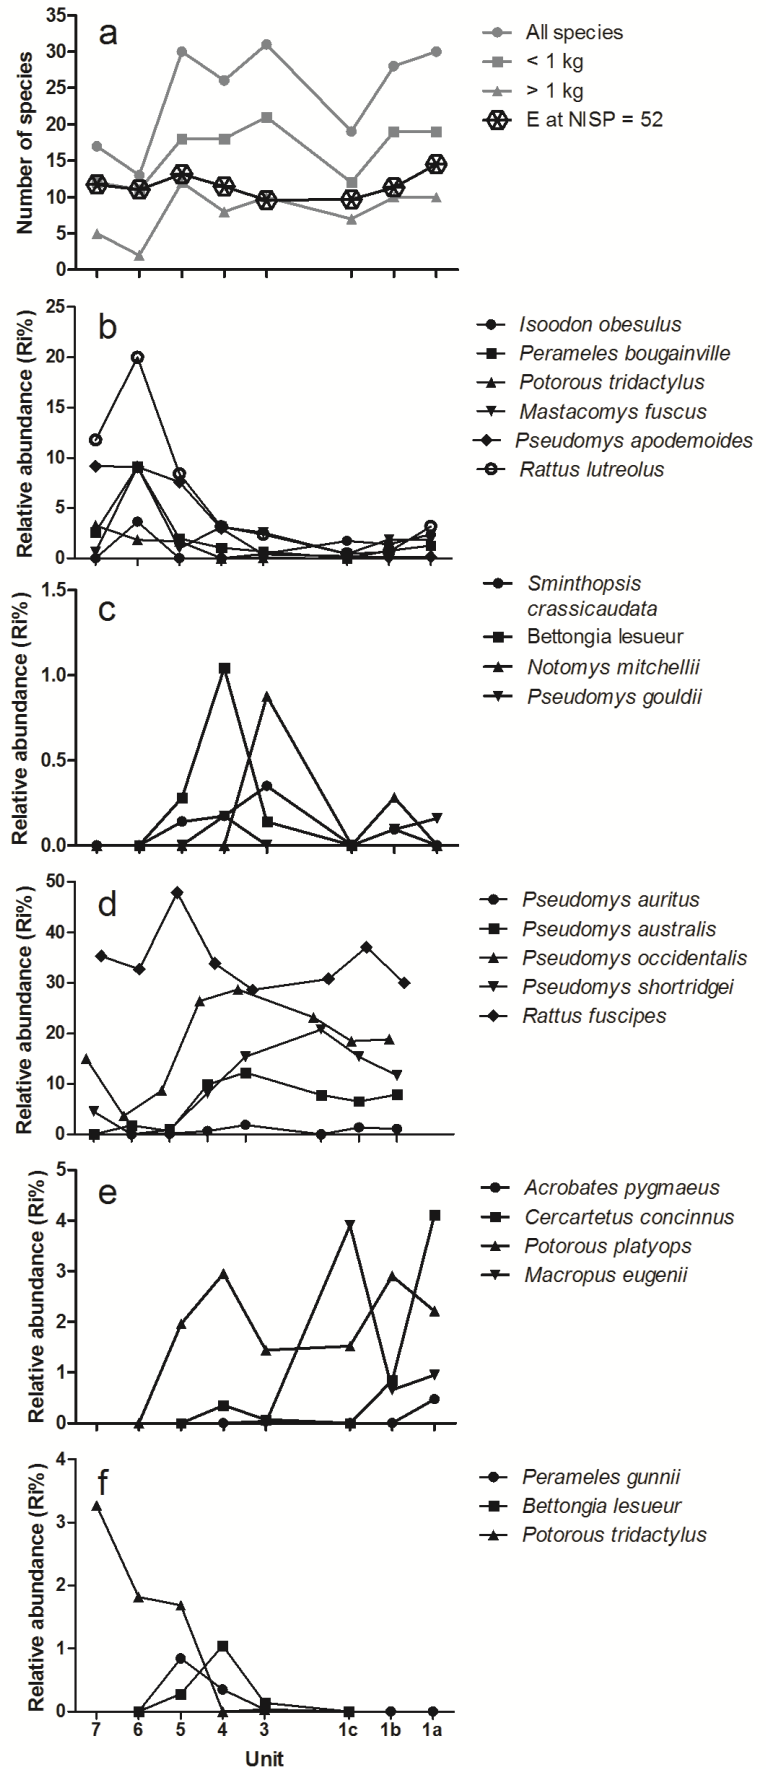 35
30
25
20
15
10
5
0
Number of species
a
All species
< 1 kg
> 1 kg
E at NISP = 52
25
20
15
10
5
0
Relative abundance (Ri%)
b
Isoodon obesulus
Perameles bougainville
Potorous tridactylus
Mastacomys fuscus
Pseudomys apodemoides
Rattus lutreolus
1.5
1.0
0.5
0.0
Relative abundance (Ri%)
c
Sminthopsis
crassicaudata
Bettongia lesueur
Notomys mitchellii
Pseudomys gouldii
50
40
30
20
10
0
Relative abundance (Ri%)
d
Pseudomys auritus
Pseudomys australis
Pseudomys occidentalis
Pseudomys shortridgei
Rattus fuscipes
5
4
3
2
1
0
Relative abundance (Ri%)
e
Acrobates pygmaeus
Cercartetus concinnus
Potorous platyops
Macropus eugenii
4
3
2
1
0
Relative abundance (Ri%)
f
Perameles gunnii
Bettongia lesueur
Potorous tridactylus
7 6 5 4 3 1c 1b 1a
Unit